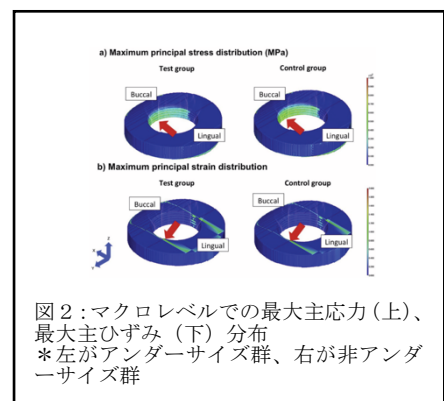 a) Maximum principal stress distribution (MPa)
Test group
Control group
Buccal
Buccal
Lingual
Lingual
b) Maximum principal strain distribution
Test group
Control group
Buccal
Buccal
Lingual
Lingual
図２:マクロレベルでの最大主応力(上)、
最大主ひずみ（下）分布
＊左がアンダーサイズ群、右が非アンダ
ーサイズ群